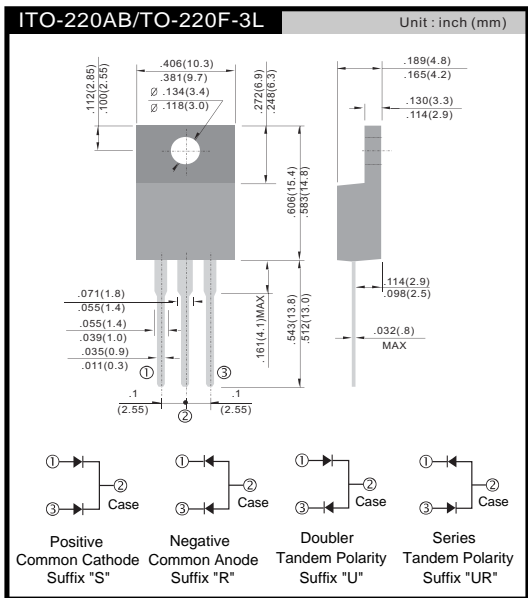 ITO-220AB/TO-220F-3L
Unit : inch (mm)
.406(10.3)
.381(9.7)
Ø .134(3.4)
Ø .118(3.0)
.112(2.85)
.100(2.55)
.272(6.9)
.248(6.3)
.189(4.8)
.165(4.2)
.130(3.3)
.114(2.9)
.606(15.4)
.583(14.8)
.071(1.8)
.055(1.4)
.055(1.4)
.039(1.0)
.035(0.9)
.011(0.3)
.161(4.1)MAX
.543(13.8)
.512(13.0)
.114(2.9)
.098(2.5)
.032(.8)
MAX
①
③
.1
(2.55)
②
.1
(2.55)
①
②
③
Case
①
②
③
Case
①
②
③
Case
①
②
③
Case
Positive
Common Cathode
Suffix "S"
Negative
Common Anode
Suffix "R"
Doubler
Tandem Polarity
Suffix "U"
Series
Tandem Polarity
Suffix "UR"